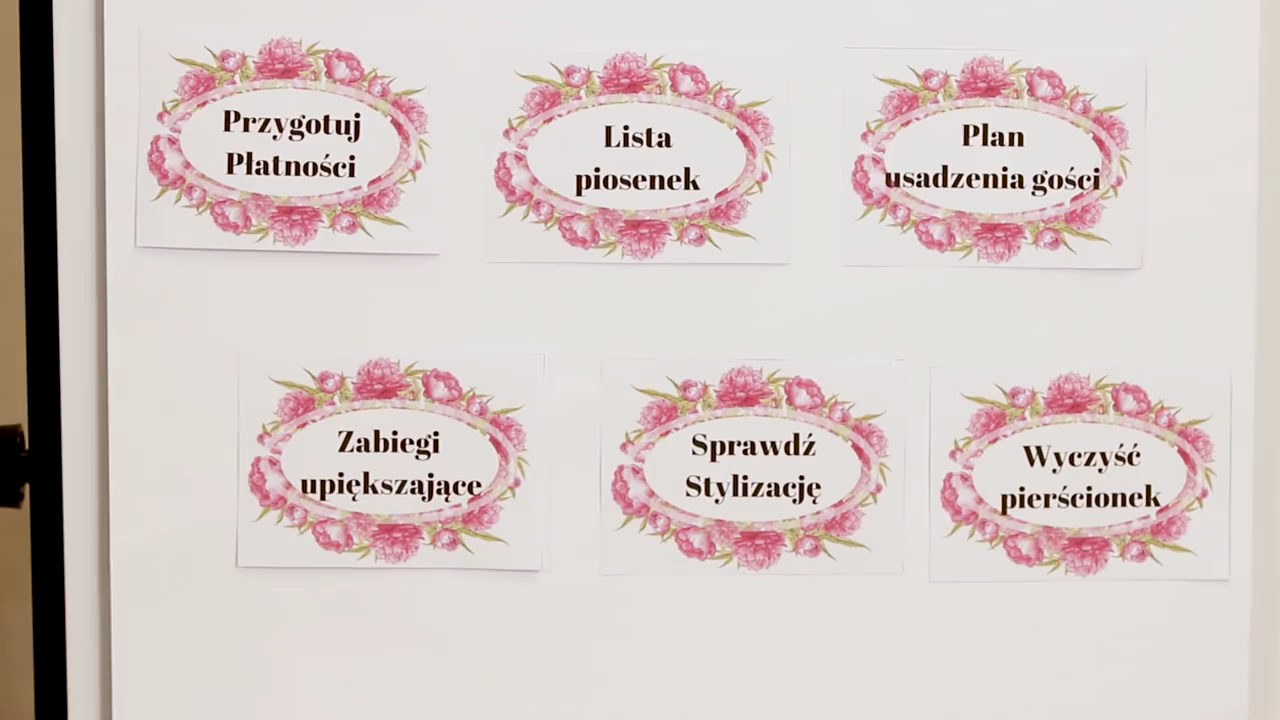 Przygotuj
Płatności
Lista
piosenek
Plan
usadzenia gości
Zabiegi
upiększające
Sprawdź
Stylizację
Wyczyść
pierścionek